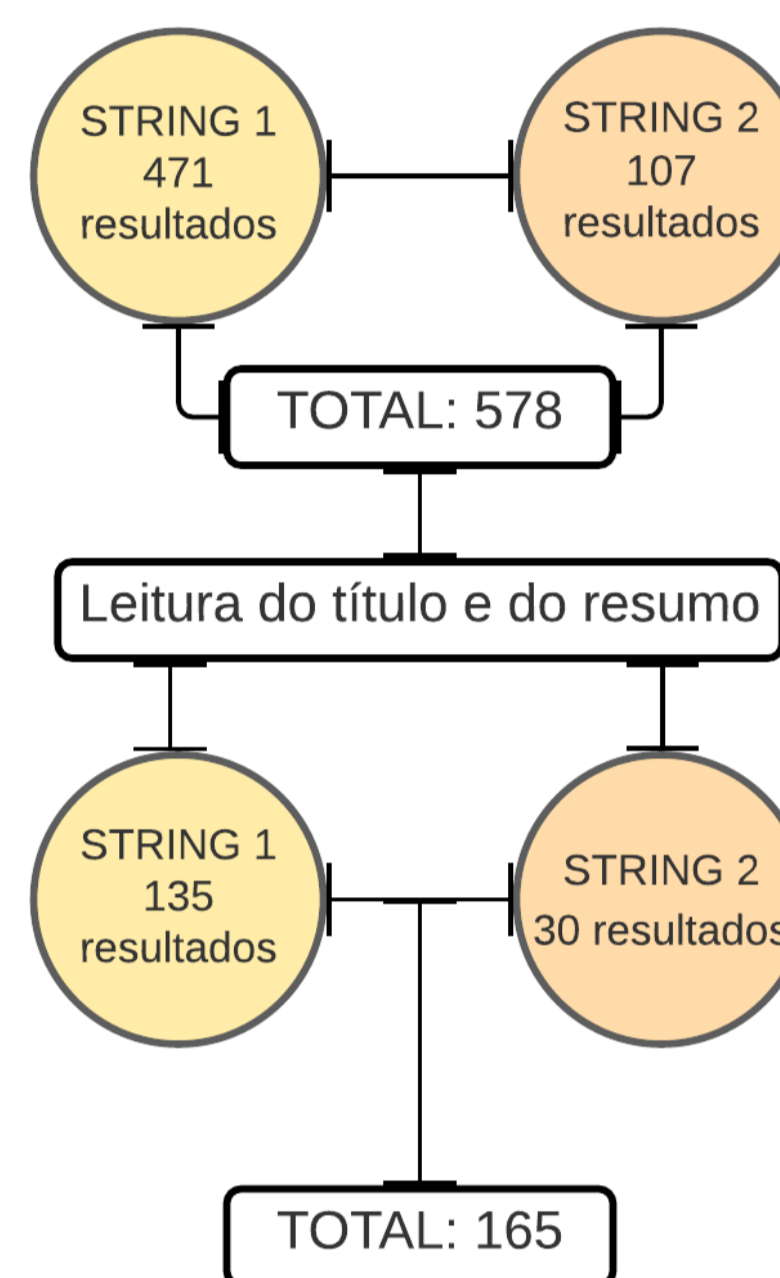 STRING 1
471
resultados
STRING 2
107
resultados
TOTAL: 578
Leitura do título e do resumo
STRING 1
135
resultados
STRING 2
30 resultados
TOTAL: 165